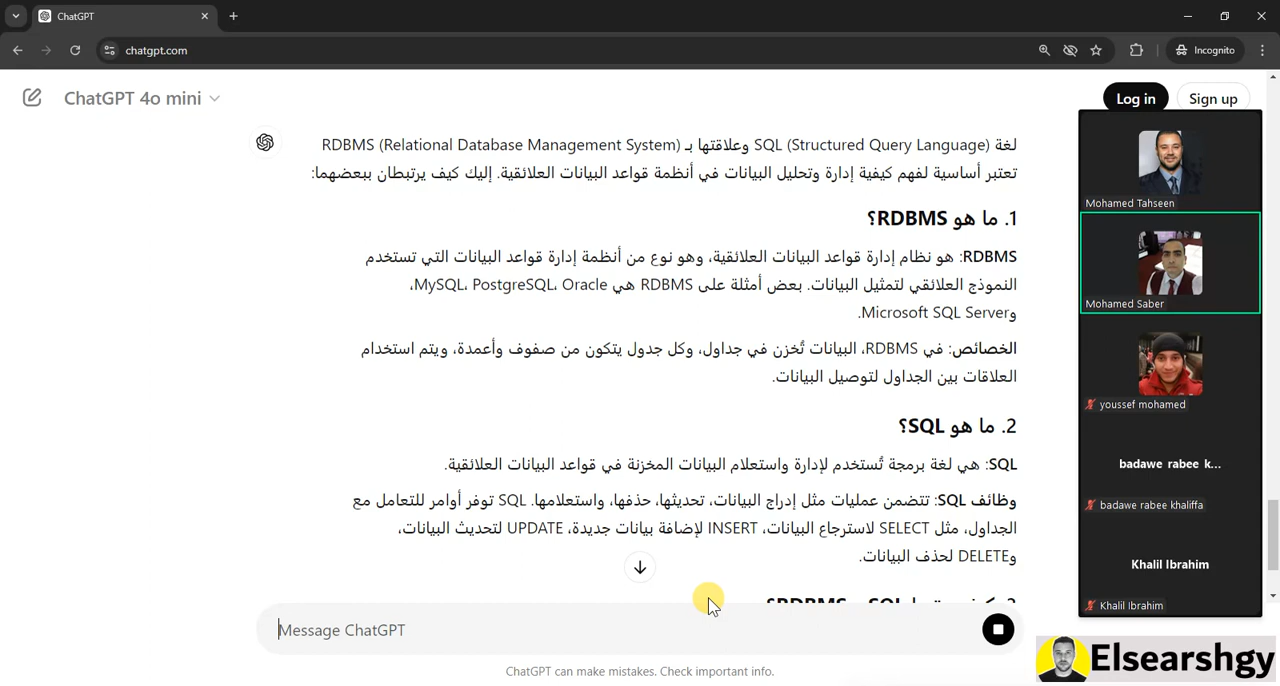 ChatGPT
chatgpt.com
Incognito
ChatGPT 4o mini
Log in
Sign up
لغة SQL (Structured Query Language) وعلاقتها بـ RDBMS (Relational Database Management System)
تعتبر أساسية لفهم كيفية إدارة وتحليل البيانات في أنظمة قواعد البيانات العلائقية. إليك كيف يرتبطان ببعضهما:
1. ما هو RDBMS؟
RDBMS: هو نظام إدارة قواعد البيانات العلائقية، وهو نوع من أنظمة إدارة قواعد البيانات التي تستخدم
النموذج العلائقي لتمثيل البيانات. بعض أمثلة على RDBMS هي MySQL، PostgreSQL، Oracle،
وMicrosoft SQL Server.
الخصائص: في RDBMS، البيانات تُخزن في جداول، وكل جدول يتكون من صفوف وأعمدة، ويتم استخدام
العلاقات بين الجداول لتوصيل البيانات.
2. ما هو SQL؟
SQL: هي لغة برمجة تُستخدم لإدارة واستعلام البيانات المخزنة في قواعد البيانات العلائقية.
وظائف SQL: تتضمن عمليات مثل إدراج البيانات، تحديثها، حذفها، واستعلامها. SQL توفر أوامر للتعامل مع
الجداول، مثل SELECT لاسترجاع البيانات، INSERT لإضافة بيانات جديدة، UPDATE لتحديث البيانات،
وDELETE لحذف البيانات.
Message ChatGPT
ChatGPT can make mistakes. Check important info.
Mohamed Tahseen
Mohamed Saber
youssef mohamed
badawe rabee k...
badawe rabee khaliffa
Khalil Ibrahim
Khalil Ibrahim
Elsearshgy